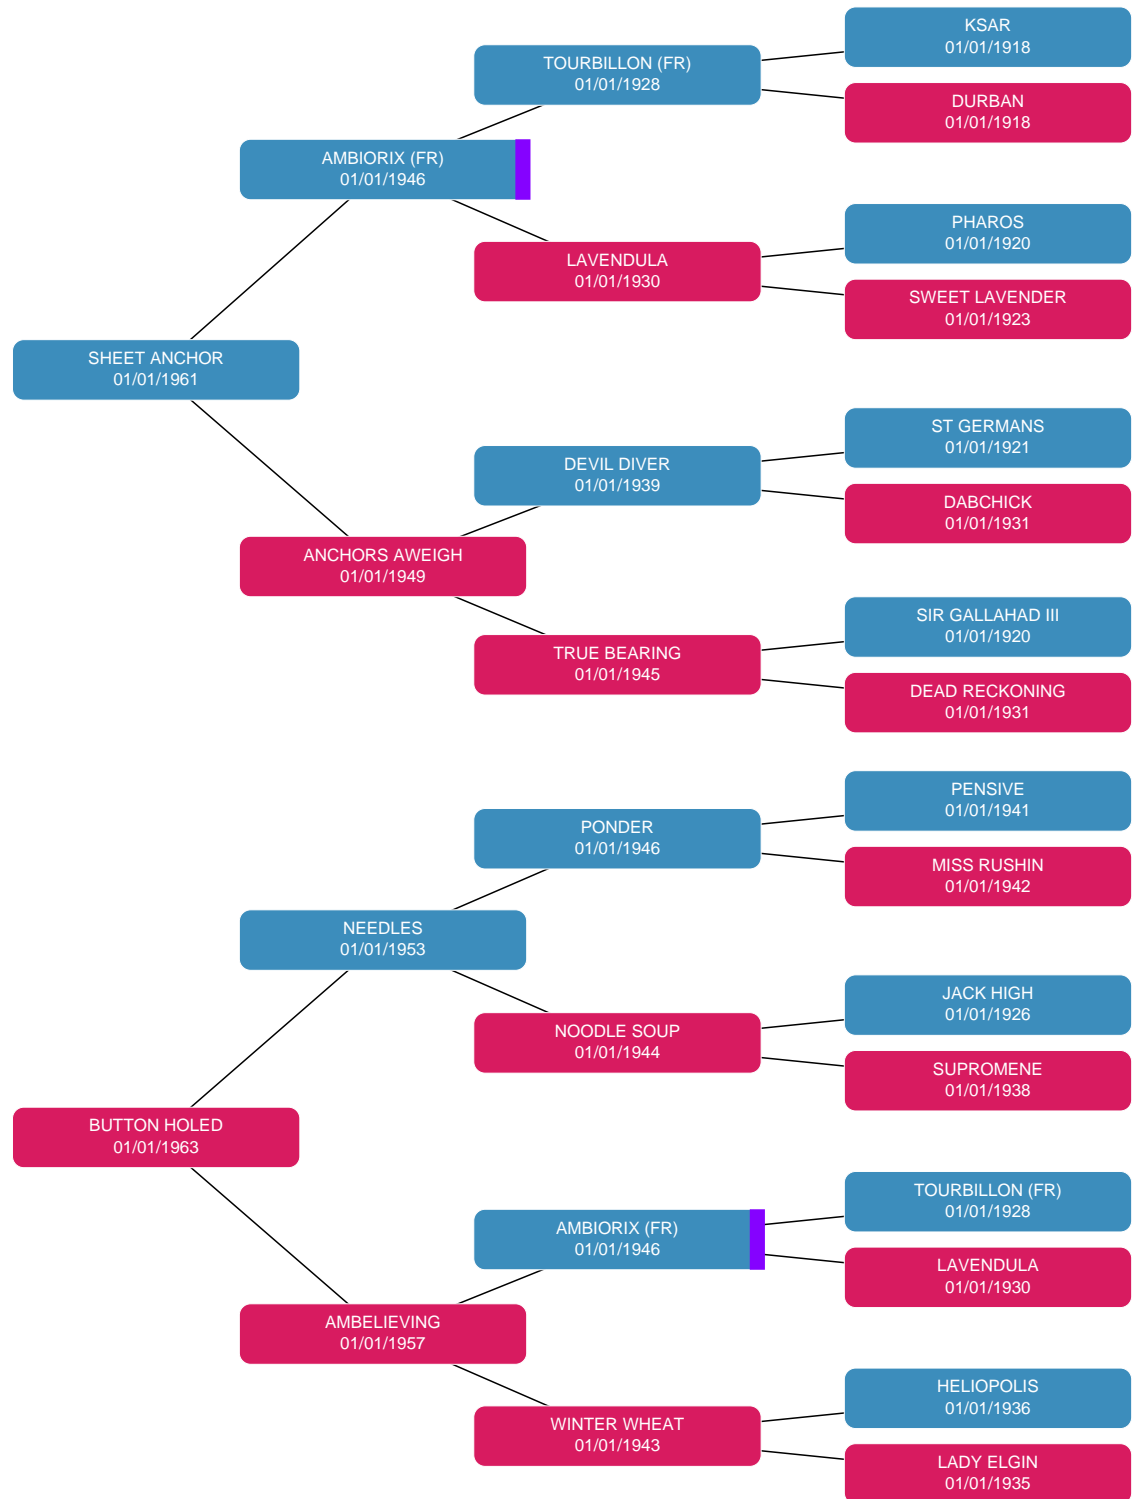 KSAR
01/01/1918
TOURBILLON (FR)
01/01/1928
DURBAN
01/01/1918
AMBIORIX (FR)
01/01/1946
PHAROS
01/01/1920
LAVENDULA
01/01/1930
SWEET LAVENDER
01/01/1923
SHEET ANCHOR
01/01/1961
ST GERMANS
01/01/1921
DEVIL DIVER
01/01/1939
DABCHICK
01/01/1931
ANCHORS AWEIGH
01/01/1949
SIR GALLAHAD III
01/01/1920
TRUE BEARING
01/01/1945
DEAD RECKONING
01/01/1931
PENSIVE
01/01/1941
PONDER
01/01/1946
MISS RUSHIN
01/01/1942
NEEDLES
01/01/1953
JACK HIGH
01/01/1926
NOODLE SOUP
01/01/1944
SUPROMENE
01/01/1938
BUTTON HOLED
01/01/1963
TOURBILLON (FR)
01/01/1928
AMBIORIX (FR)
01/01/1946
LAVENDULA
01/01/1930
AMBELIEVING
01/01/1957
HELIOPOLIS
01/01/1936
WINTER WHEAT
01/01/1943
LADY ELGIN
01/01/1935